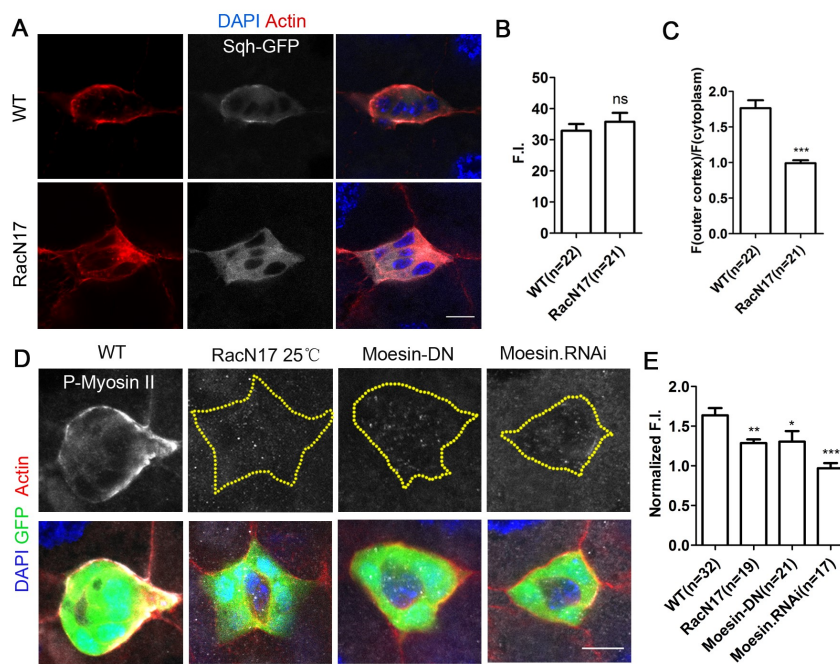 A
DAPI Actin
Sqh-GFP
WT
RacN17
B
50
40
30
20
10
0
F.I.
ns
WT(n=22)
RacN17(n=21)
C
2.0
1.5
1.0
0.5
0.0
F(outer cortex)/F(cytoplasm)
***
WT(n=22)
RacN17(n=21)
D
WT
RacN17 25℃
Moesin-DN
Moesin.RNAi
P-Myosin II
DAPI GFP Actin
E
2.0
1.5
1.0
0.5
0.0
Normalized F.I.
**
*
***
WT(n=32)
RacN17(n=19)
Moesin-DN(n=21)
Moesin.RNAi(n=17)